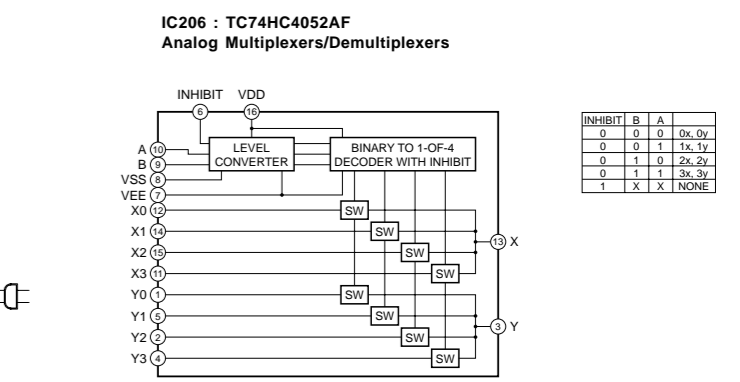 IC206 : TC74HC4052AF
Analog Multiplexers/Demultiplexers
INHIBIT VDD
6 16
A 10
B 9
VSS 8
VEE 7
LEVEL
CONVERTER
BINARY TO 1-OF-4
DECODER WITH INHIBIT
X0 12 SW
X1 14 SW
13 X
X2 15 SW
X3 11 SW
Y0 1 SW
Y1 5 SW
3 Y
Y2 2 SW
Y3 4 SW
INHIBIT B A
0 0 0 0x, 0y
0 0 1 1x, 1y
0 1 0 2x, 2y
0 1 1 3x, 3y
1 X X NONE